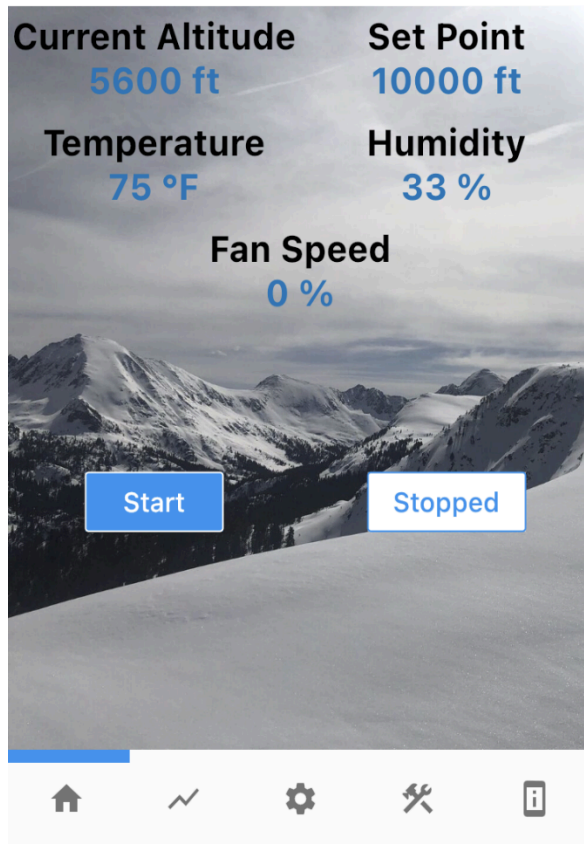 Current Altitude Set Point
5600 ft 10000 ft
Temperature Humidity
75 °F 33 %
Fan Speed
0 %
Start Stopped